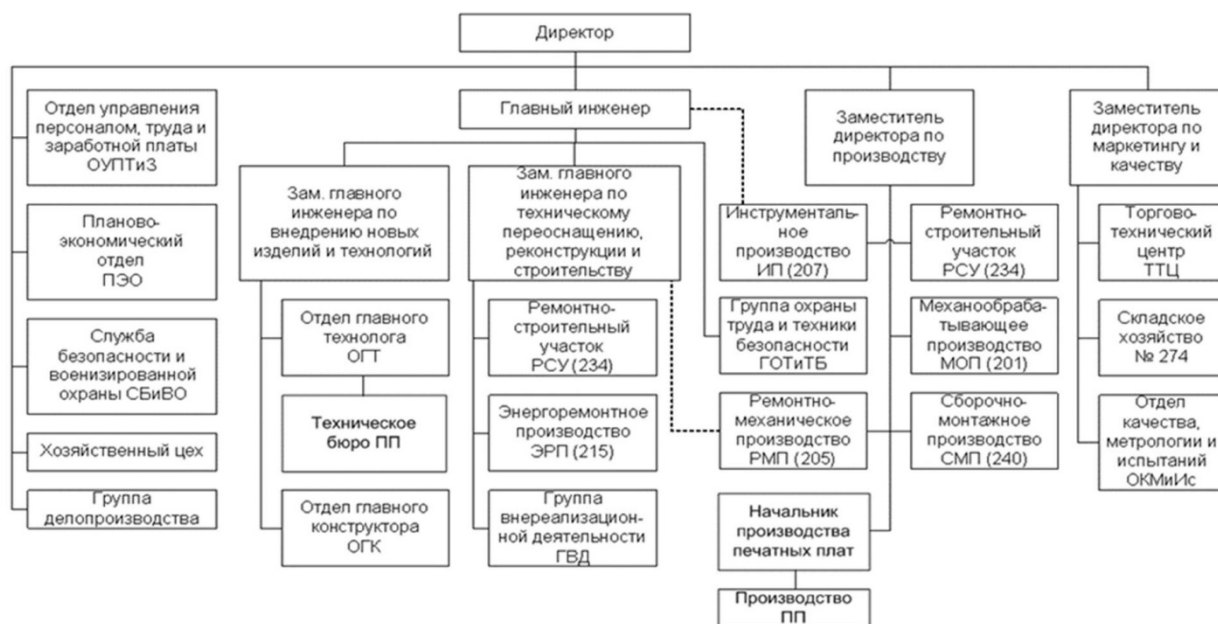 Директор
Отдел управления
персоналом, труда и
заработной платы
ОУПТиЗ
Планово-
экономический
отдел
ПЭО
Служба
безопасности и
военизированной
охраны СБиВО
Хозяйственный цех
Группа
делопроизводства
Главный инженер
Зам. главного
инженера по
внедрению новых
изделий и технологий
Отдел главного
технолога
ОГТ
Техническое
бюро ПП
Отдел главного
конструктора
ОГК
Зам. главного
инженера по
техническому
переоснащению,
реконструкции и
строительству
Ремонтно-
строительный
участок
РСУ (234)
Энергоремонтное
производство
ЭРП (215)
Группа
внереализацион-
ной деятельности
ГВД
Заместитель
директора по
производству
Инструменталь-
ное
производство
ИП (207)
Группа охраны
труда и техники
безопасности
ГОТиТБ
Ремонтно-
механическое
производство
РМП (205)
Ремонтно-
строительный
участок
РСУ (234)
Механообраба-
тывающее
производство
МОП (201)
Сборочно-
монтажное
производство
СМП (240)
Начальник
производства
печатных плат
Производство
ПП
Заместитель
директора по
маркетингу и
качеству
Торгово-
технический
центр
ТТЦ
Складское
хозяйство
№ 274
Отдел
качества,
метрологии и
испытаний
ОКМиИс